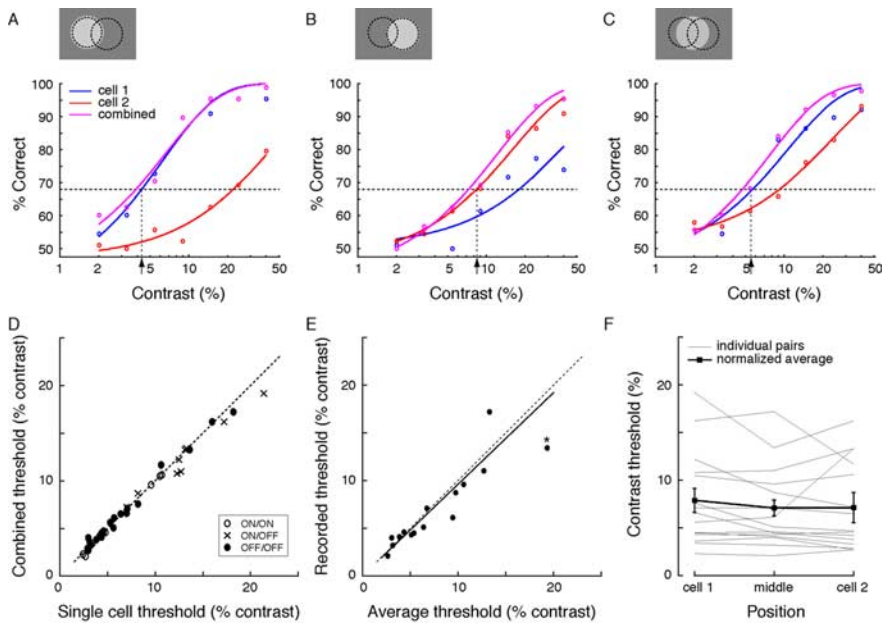 A
B
C
% Correct
100
90
80
70
60
50
cell 1
cell 2
combined
1 2 5 10 20 50
Contrast (%)
100
90
80
70
60
50
1 2 5 10 20 50
Contrast (%)
100
90
80
70
60
50
1 2 5 10 20 50
Contrast (%)
D
E
F
Combined threshold (% contrast)
20
10
0
ON/ON
ON/OFF
OFF/OFF
0 10 20
Single cell threshold (% contrast)
Recorded threshold (% contrast)
20
10
0
*
0 10 20
Average threshold (% contrast)
Contrast threshold (%)
20
10
0
individual pairs
normalized average
cell 1 middle cell 2
Position